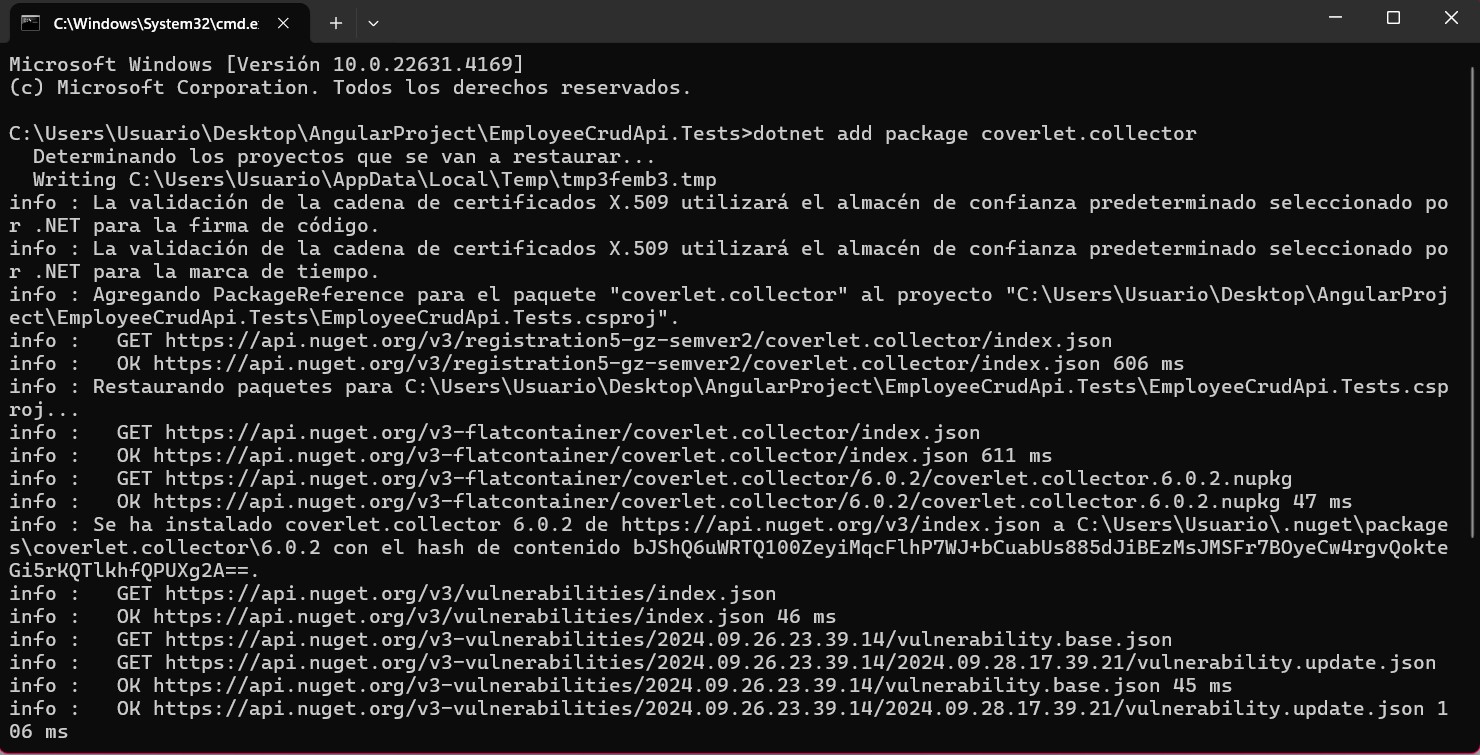 C:\Windows\System32\cmd.e
Microsoft Windows [Versión 10.0.22631.4169]
(c) Microsoft Corporation. Todos los derechos reservados.
C:\Users\Usuario\Desktop\AngularProject\EmployeeCrudApi.Tests>dotnet add package coverlet.collector
  Determinando los proyectos que se van a restaurar...
  Writing C:\Users\Usuario\AppData\Local\Temp\tmp3femb3.tmp
info : La validación de la cadena de certificados X.509 utilizará el almacén de confianza predeterminado seleccionado po
r .NET para la firma de código.
info : La validación de la cadena de certificados X.509 utilizará el almacén de confianza predeterminado seleccionado po
r .NET para la marca de tiempo.
info : Agregando PackageReference para el paquete "coverlet.collector" al proyecto "C:\Users\Usuario\Desktop\AngularProj
ect\EmployeeCrudApi.Tests\EmployeeCrudApi.Tests.csproj".
info :   GET https://api.nuget.org/v3/registration5-gz-semver2/coverlet.collector/index.json
info :   OK https://api.nuget.org/v3/registration5-gz-semver2/coverlet.collector/index.json 606 ms
info : Restaurando paquetes para C:\Users\Usuario\Desktop\AngularProject\EmployeeCrudApi.Tests\EmployeeCrudApi.Tests.csp
roj...
info :   GET https://api.nuget.org/v3-flatcontainer/coverlet.collector/index.json
info :   OK https://api.nuget.org/v3-flatcontainer/coverlet.collector/index.json 611 ms
info :   GET https://api.nuget.org/v3-flatcontainer/coverlet.collector/6.0.2/coverlet.collector.6.0.2.nupkg
info :   OK https://api.nuget.org/v3-flatcontainer/coverlet.collector/6.0.2/coverlet.collector.6.0.2.nupkg 47 ms
info : Se ha instalado coverlet.collector 6.0.2 de https://api.nuget.org/v3/index.json a C:\Users\Usuario\.nuget\package
s\coverlet.collector\6.0.2 con el hash de contenido bJShQ6uWRTQ100ZeyiMqcFlhP7WJ+bCuabUs885dJiBEzMsJMSFr7BOyeCw4rgvQokte
Gi5rKQTlkhfQPUXg2A==.
info :   GET https://api.nuget.org/v3/vulnerabilities/index.json
info :   OK https://api.nuget.org/v3/vulnerabilities/index.json 46 ms
info :   GET https://api.nuget.org/v3-vulnerabilities/2024.09.26.23.39.14/vulnerability.base.json
info :   GET https://api.nuget.org/v3-vulnerabilities/2024.09.26.23.39.14/2024.09.28.17.39.21/vulnerability.update.json
info :   OK https://api.nuget.org/v3-vulnerabilities/2024.09.26.23.39.14/vulnerability.base.json 45 ms
info :   OK https://api.nuget.org/v3-vulnerabilities/2024.09.26.23.39.14/2024.09.28.17.39.21/vulnerability.update.json 1
06 ms